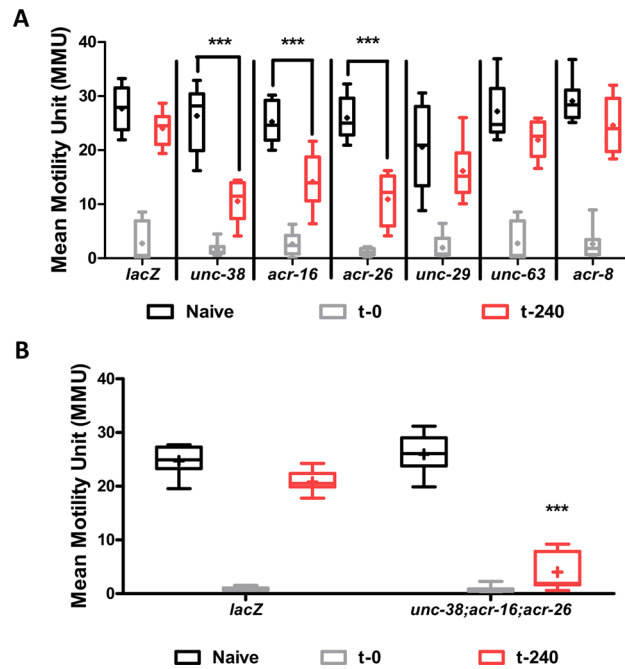 A
Mean Motility Unit (MMU)
40
30
20
10
0
*** *** ***
lacZ unc-38 acr-16 acr-26 unc-29 unc-63 acr-8
Naive t-0 t-240
B
Mean Motility Unit (MMU)
40
30
20
10
0
***
lacZ unc-38;acr-16;acr-26
Naive t-0 t-240